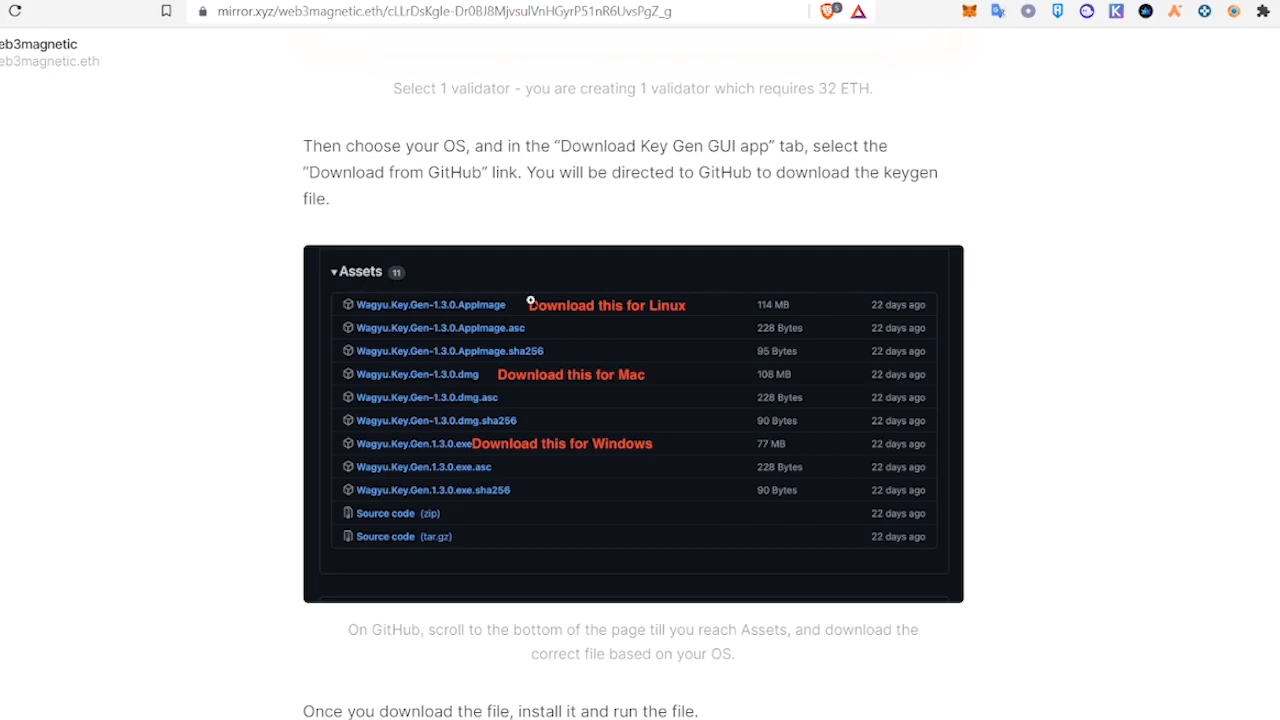 mirror.xyz/web3magnetic.eth/cLLrDsKgle-Dr0BJ8MjvsulVnHGyrP51nR6UvsPgZ_g
eb3magnetic
eb3magnetic.eth
Select 1 validator - you are creating 1 validator which requires 32 ETH.
Then choose your OS, and in the “Download Key Gen GUI app” tab, select the
“Download from GitHub” link. You will be directed to GitHub to download the keygen
file.
Assets 11
Wagyu.Key.Gen-1.3.0.AppImage Download this for Linux 114 MB 22 days ago
Wagyu.Key.Gen-1.3.0.AppImage.asc 228 Bytes 22 days ago
Wagyu.Key.Gen-1.3.0.AppImage.sha256 95 Bytes 22 days ago
Wagyu.Key.Gen-1.3.0.dmg Download this for Mac 108 MB 22 days ago
Wagyu.Key.Gen-1.3.0.dmg.asc 228 Bytes 22 days ago
Wagyu.Key.Gen-1.3.0.dmg.sha256 90 Bytes 22 days ago
Wagyu.Key.Gen.1.3.0.exe Download this for Windows 77 MB 22 days ago
Wagyu.Key.Gen.1.3.0.exe.asc 228 Bytes 22 days ago
Wagyu.Key.Gen.1.3.0.exe.sha256 90 Bytes 22 days ago
Source code (zip) 22 days ago
Source code (tar.gz) 22 days ago
On GitHub, scroll to the bottom of the page till you reach Assets, and download the
correct file based on your OS.
Once you download the file, install it and run the file.